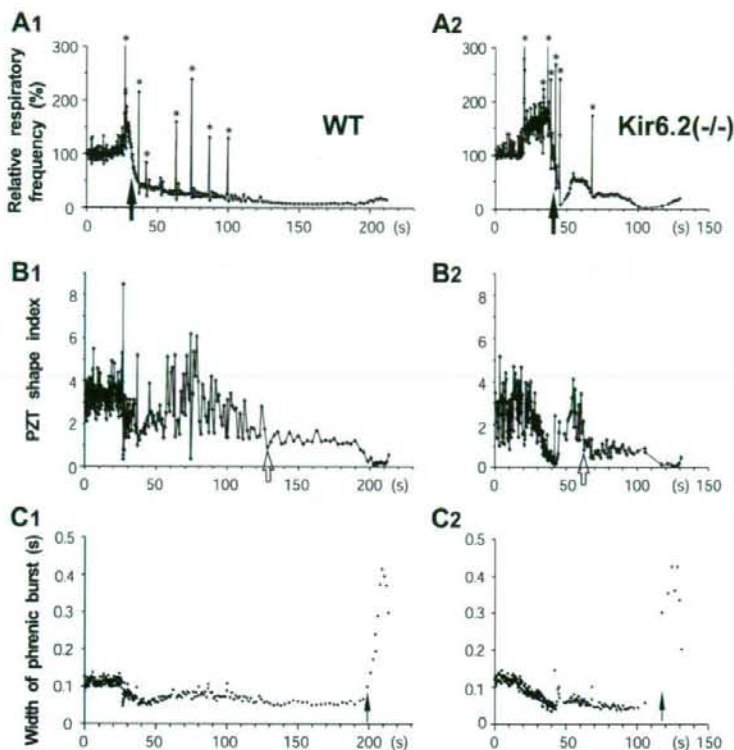 A1
A2
Relative respiratory
frequency (%)
300
200
100
0
* * * * * * *
WT
0 50 100 150 200 (s)
300
200
100
0
* * * * * * *
Kir6.2(-/-)
0 50 (s) 150
B1
B2
PZT shape index
8
6
4
2
0
0 50 100 150 200 (s)
8
6
4
2
0
0 50 100 (s) 150
C1
C2
Width of phrenic burst (s)
0.5
0.4
0.3
0.2
0.1
0
0 50 100 150 200 (s)
0.5
0.4
0.3
0.2
0.1
0
0 50 100 (s) 150